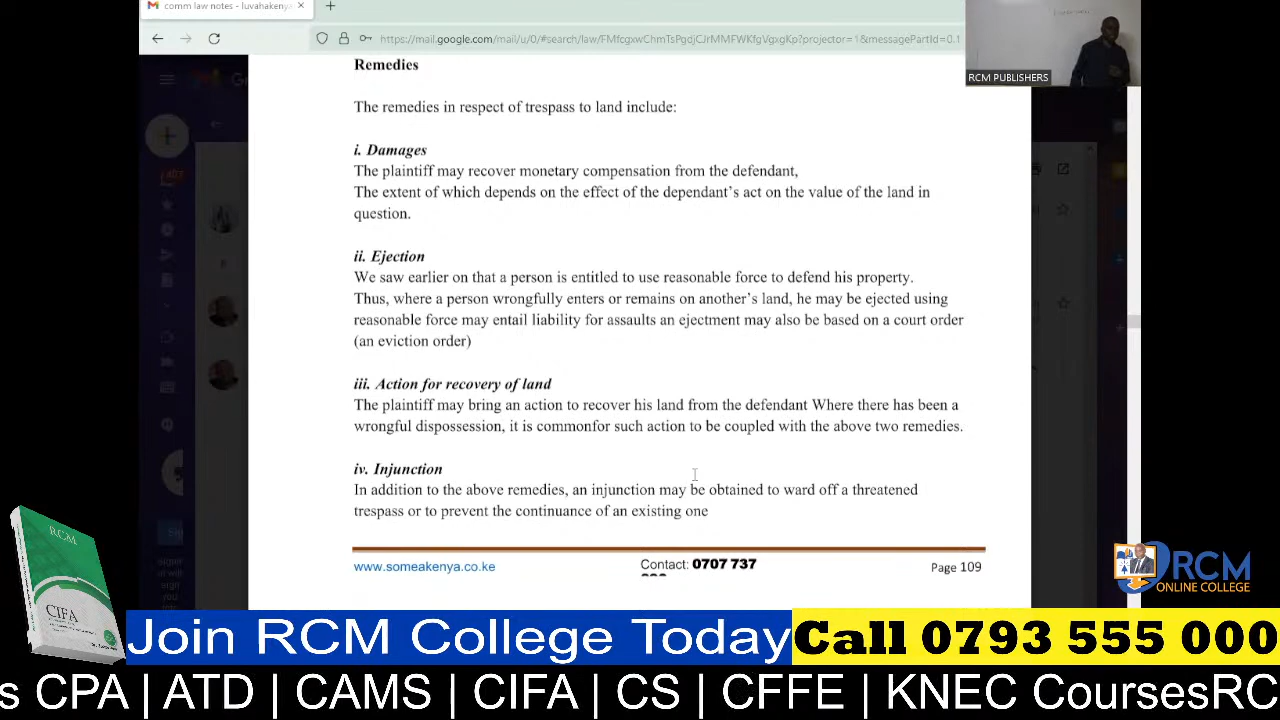 comm law notes - luvahakenya
https://mail.google.com/mail/u/0/#search/law/FMfcgxwChmTsPgdjCJrMMFWKfgVgxgKp?projector=1&messagePartId=0.1
RCM PUBLISHERS
Remedies
The remedies in respect of trespass to land include:
i. Damages
The plaintiff may recover monetary compensation from the defendant,
The extent of which depends on the effect of the dependant's act on the value of the land in
question.
ii. Ejection
We saw earlier on that a person is entitled to use reasonable force to defend his property.
Thus, where a person wrongfully enters or remains on another's land, he may be ejected using
reasonable force may entail liability for assaults an ejectment may also be based on a court order
(an eviction order)
iii. Action for recovery of land
The plaintiff may bring an action to recover his land from the defendant Where there has been a
wrongful dispossession, it is commonfor such action to be coupled with the above two remedies.
iv. Injunction
In addition to the above remedies, an injunction may be obtained to ward off a threatened
trespass or to prevent the continuance of an existing one
www.someakenya.co.ke
Contact: 0707 737
Page 109
RCM
CIFA
RCM
ONLINE COLLEGE
Join RCM College Today
Call 0793 555 000
s CPA | ATD | CAMS | CIFA | CS | CFFE | KNEC CoursesRC